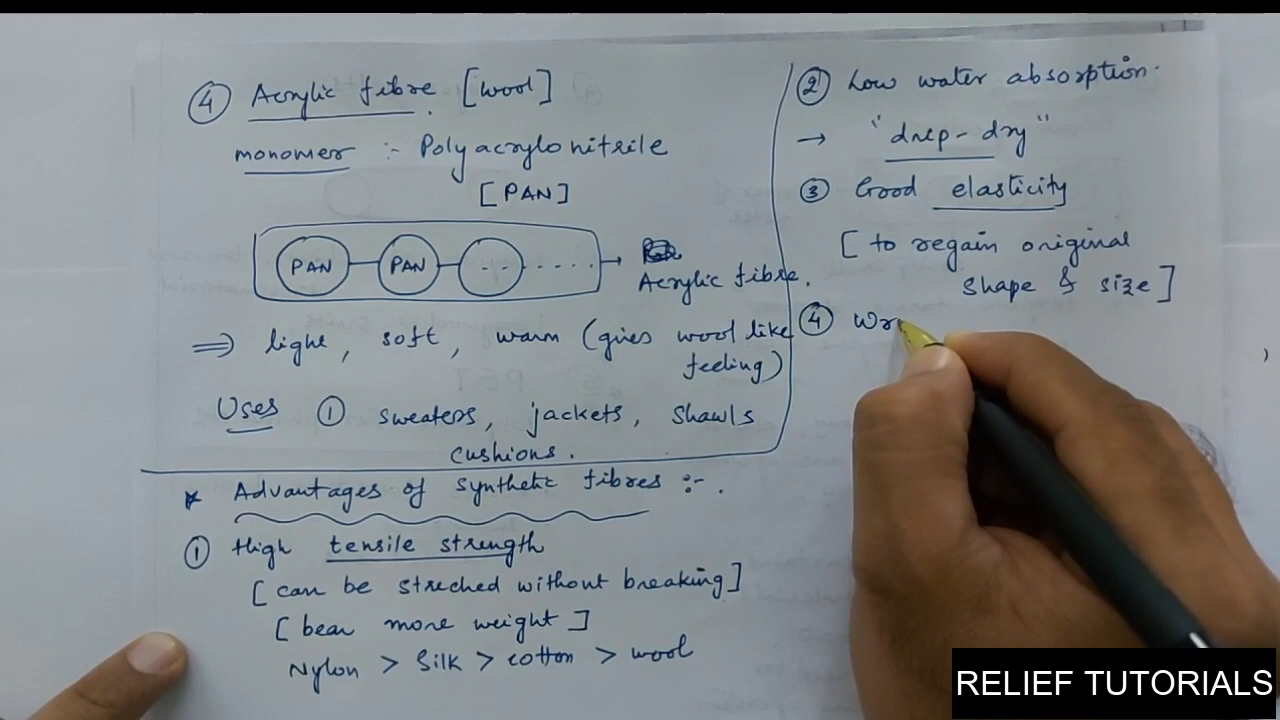 ④ Acrylic fibre [wool]
monomer :- Polyacrylonitrile
[PAN]
PAN PAN .. .....→ Acrylic fibre.
⇒ light, soft, warm (gives wool like
feeling)
Uses ① sweaters, jackets, shawls
cushions.
* Advantages of synthetic fibres :-.
① High tensile strength
[can be streched without breaking]
[bear more weight]
Nylon > Silk > cotton > wool
② Low water absorption.
→ "drep-dry"
③ Good elasticity
[to regain original
shape & size]
④ Wr
RELIEF TUTORIALS